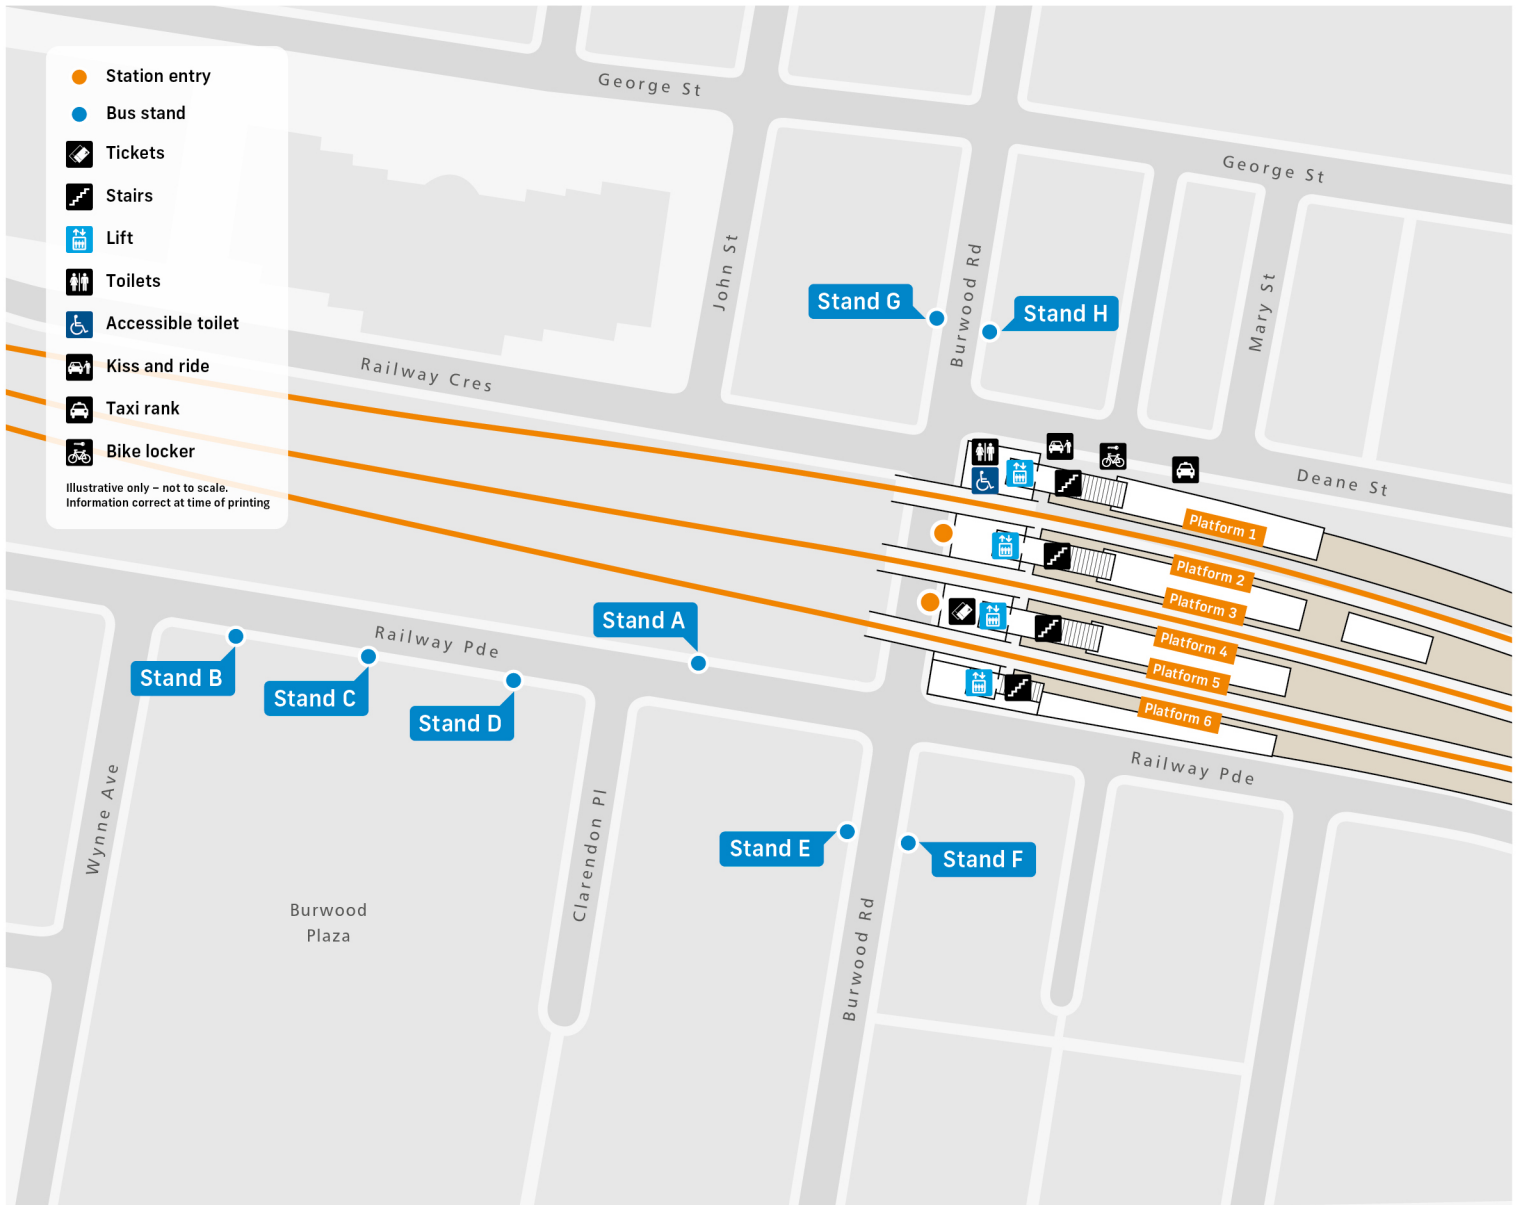 Station entry
Bus stand
Tickets
Stairs
Lift
Toilets
Accessible toilet
Kiss and ride
Taxi rank
Bike locker
Illustrative only – not to scale.
Information correct at time of printing
George St
George St
John St
Burwood Rd
Mary St
Stand G
Stand H
Railway Cres
Deane St
Platform 1
Platform 2
Platform 3
Platform 4
Platform 5
Platform 6
Stand A
Railway Pde
Stand B
Stand C
Stand D
Railway Pde
Wynne Ave
Clarendon Pl
Stand E
Stand F
Burwood Rd
Burwood
Plaza